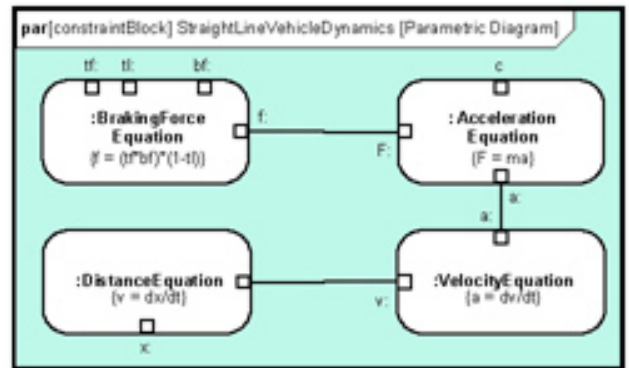 par[constraintBlock] StraightLineVehicleDynamics [Parametric Diagram]
tf: tl: bf:
c
:BrakingForce
Equation
{f = (tf*bf)*(1-tl)}
f:
F:
:Acceleration
Equation
{F = ma}
a:
a:
:DistanceEquation
{v = dx/dt}
v:
:VelocityEquation
{a = dv/dt}
x: